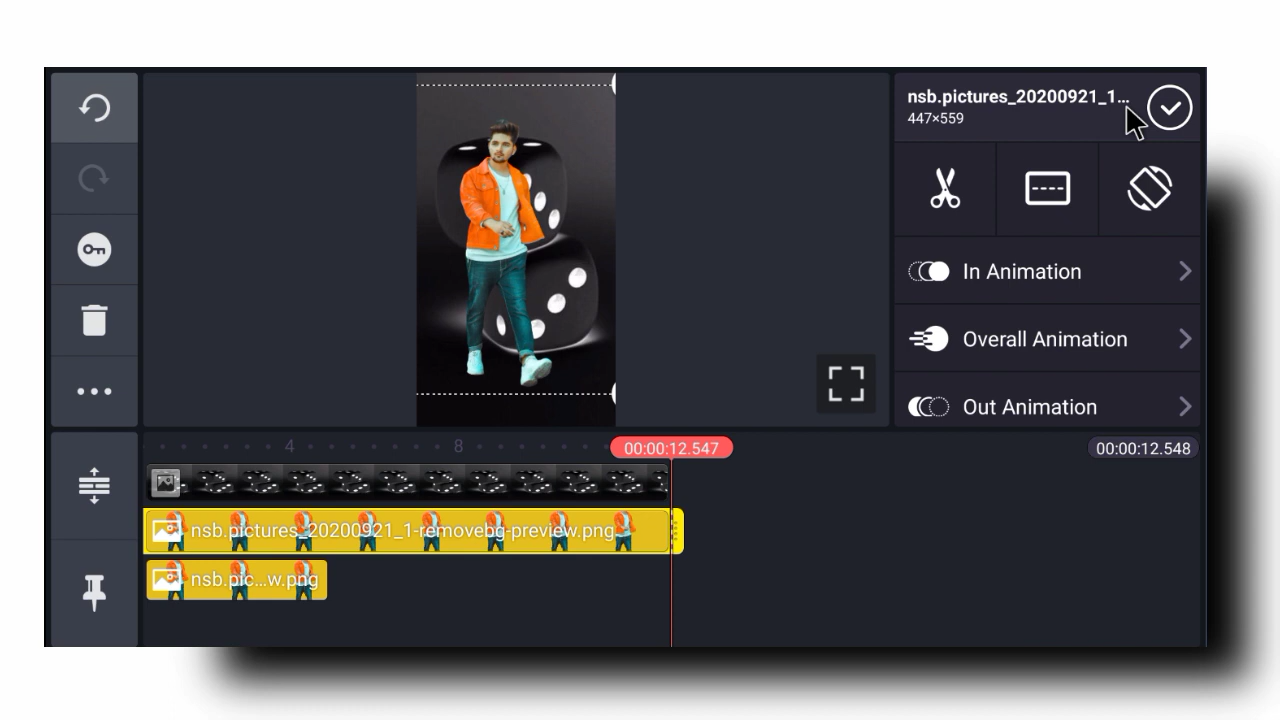 nsb.pictures_20200921_1...
447×559
In Animation
Overall Animation
Out Animation
4
8
00:00:12.547
00:00:12.548
nsb.pictures_20200921_1-removebg-preview.png
nsb.pic...w.png